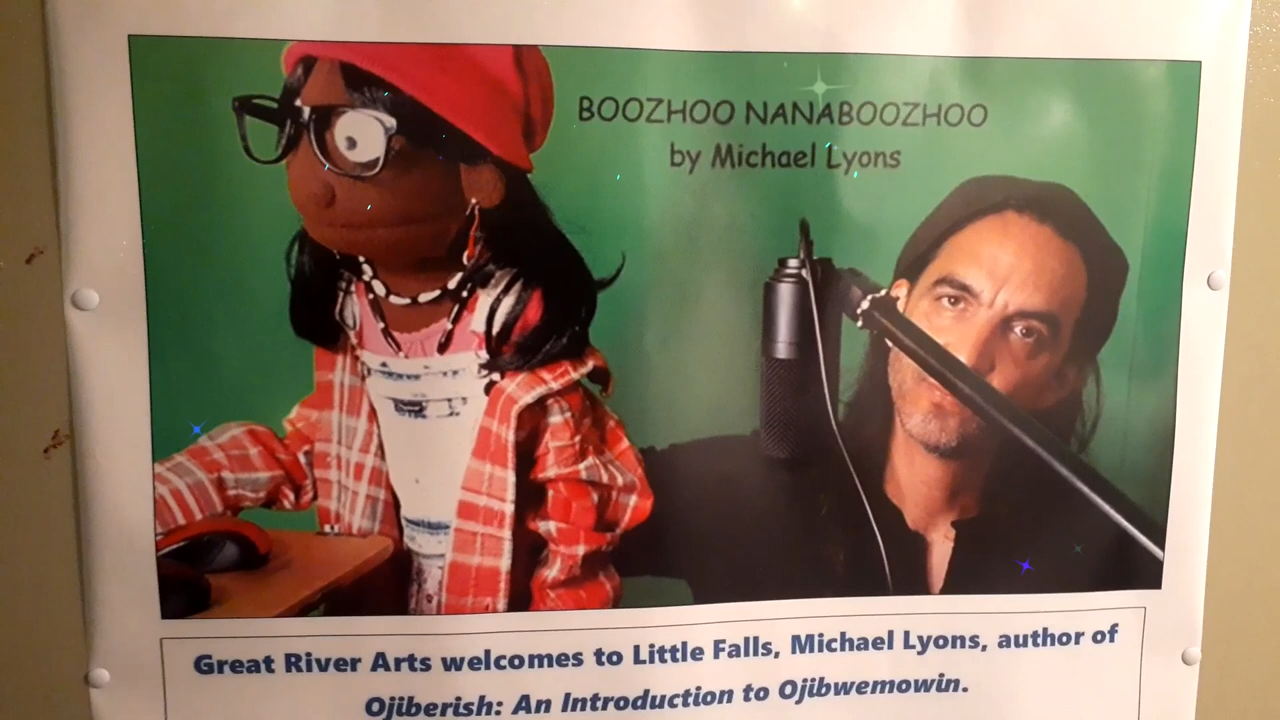 BOOZHOO NANABOOZHOO
by Michael Lyons
Great River Arts welcomes to Little Falls, Michael Lyons, author of
Ojiberish: An Introduction to Ojibwemowin.